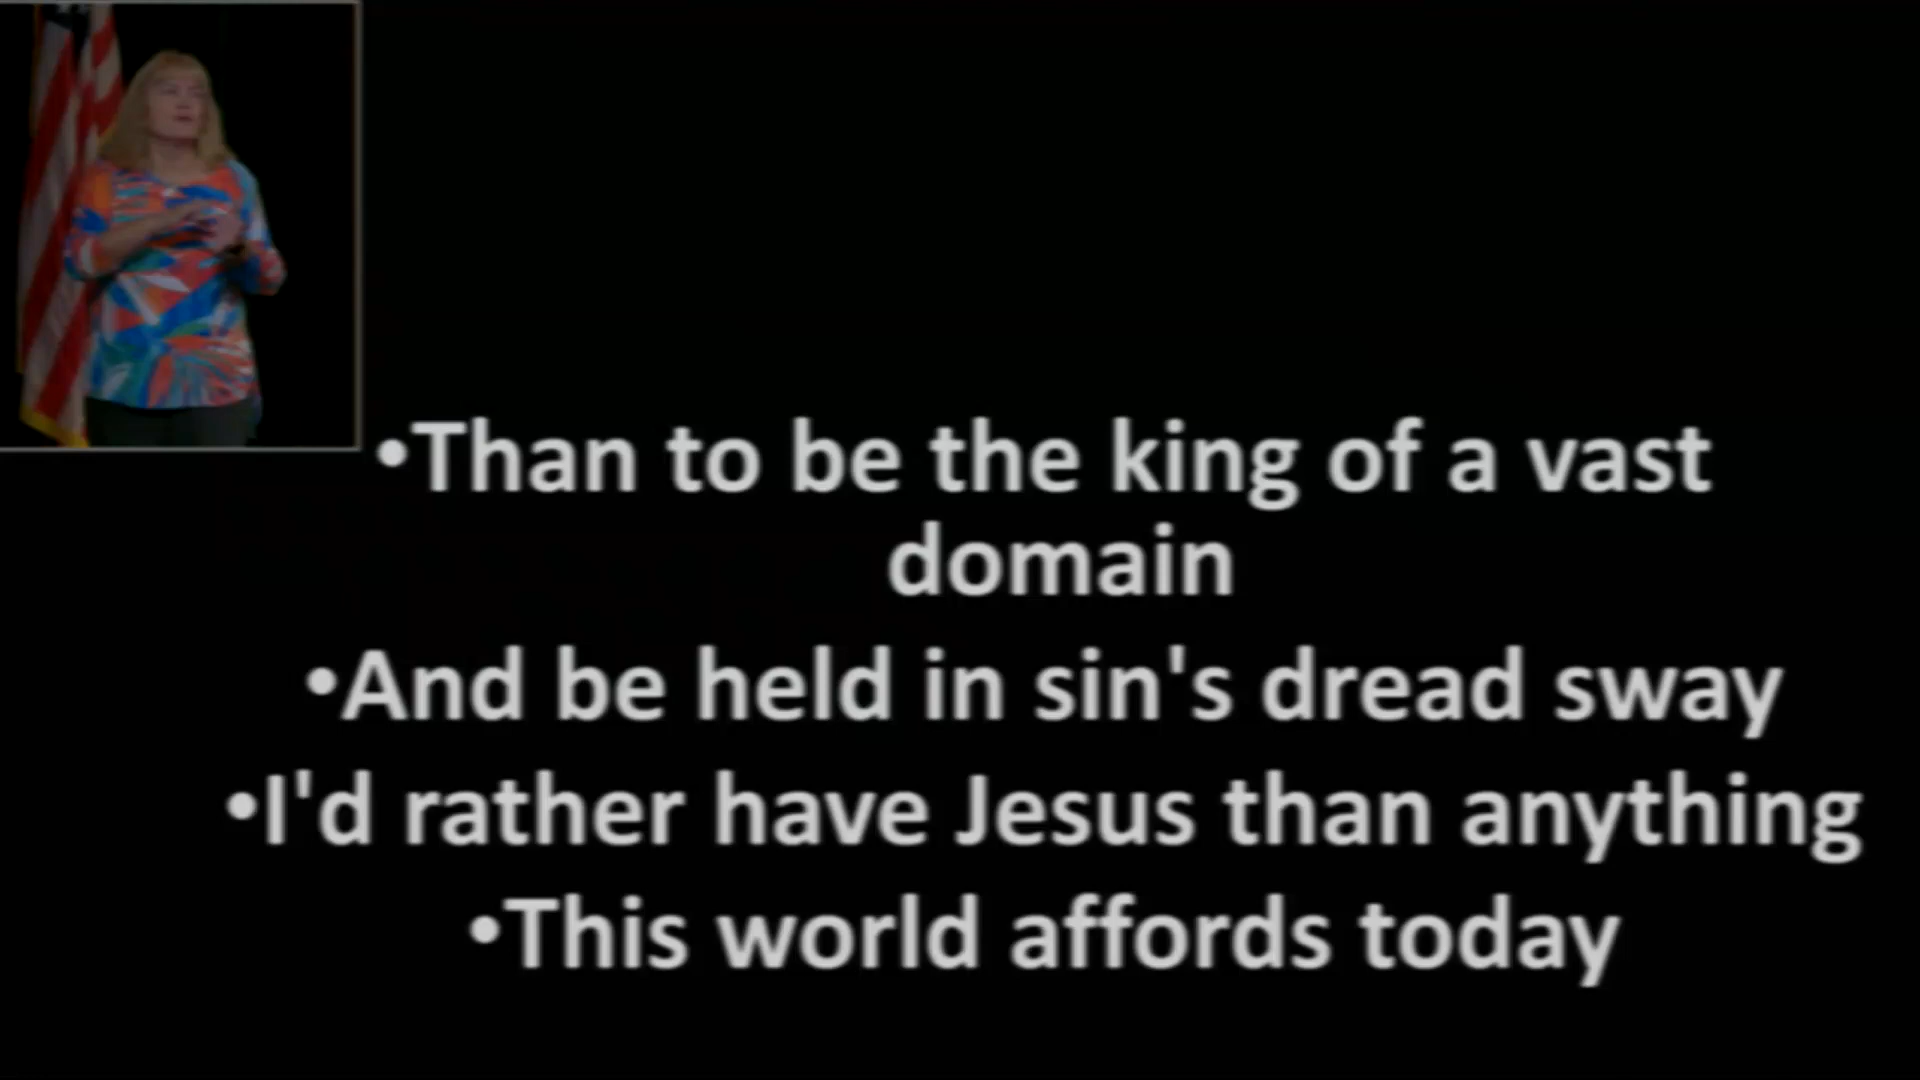 •Than to be the king of a vast
domain
•And be held in sin's dread sway
•I'd rather have Jesus than anything
•This world affords today